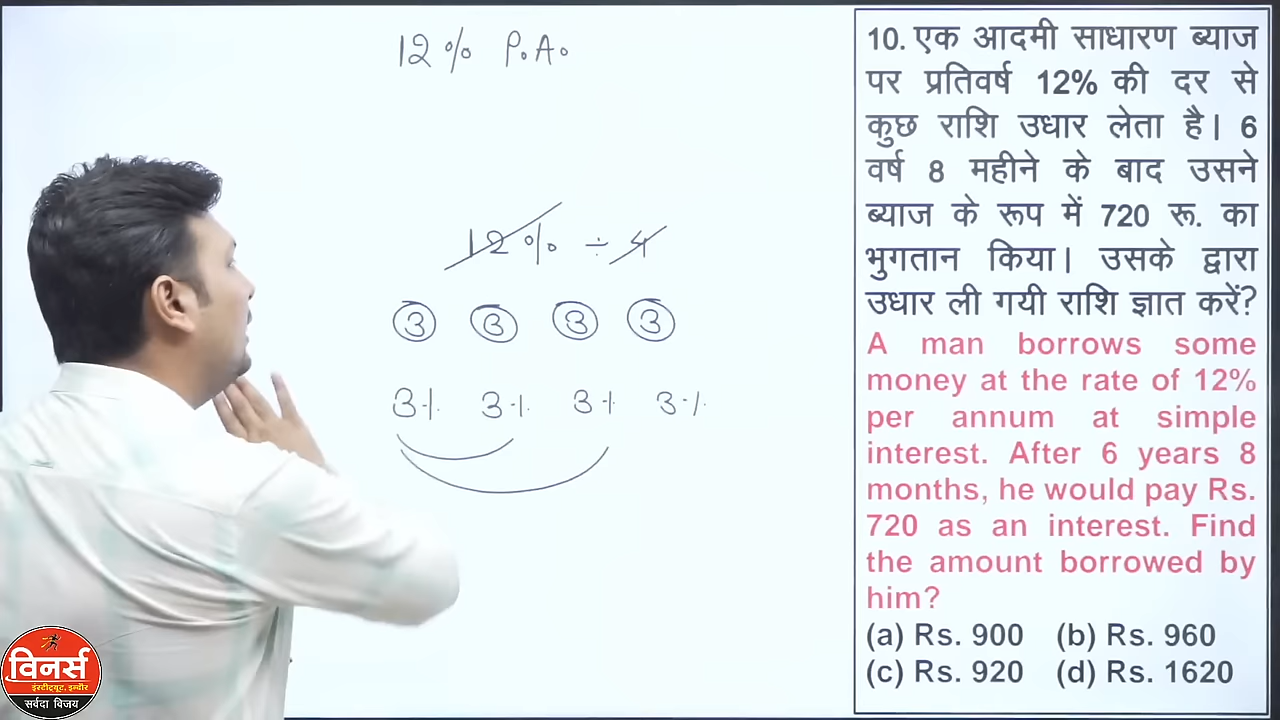 12% P.A.
12% ÷ 4
3 3 3 3
3% 3% 3% 3%
10. एक आदमी साधारण ब्याज
पर प्रतिवर्ष 12% की दर से
कुछ राशि उधार लेता है। 6
वर्ष 8 महीने के बाद उसने
ब्याज के रूप में 720 रू. का
भुगतान किया। उसके द्वारा
उधार ली गयी राशि ज्ञात करें?
A man borrows some
money at the rate of 12%
per annum at simple
interest. After 6 years 8
months, he would pay Rs.
720 as an interest. Find
the amount borrowed by
him?
(a) Rs. 900 (b) Rs. 960
(c) Rs. 920 (d) Rs. 1620
विनर्स
इंस्टीट्यूट, इन्दौर
सर्वदा विजय